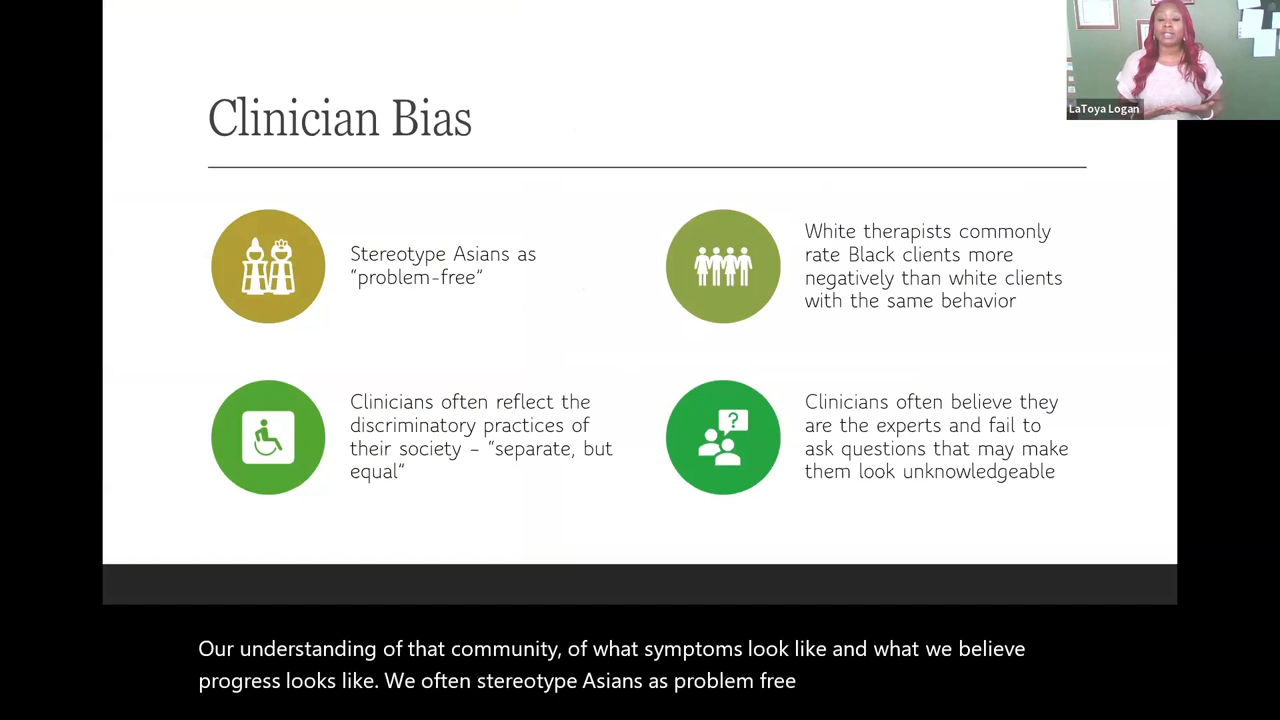 LaToya Logan
Clinician Bias
Stereotype Asians as
“problem-free”
White therapists commonly
rate Black clients more
negatively than white clients
with the same behavior
Clinicians often reflect the
discriminatory practices of
their society – “separate, but
equal”
?
Clinicians often believe they
are the experts and fail to
ask questions that may make
them look unknowledgeable
Our understanding of that community, of what symptoms look like and what we believe
progress looks like. We often stereotype Asians as problem free